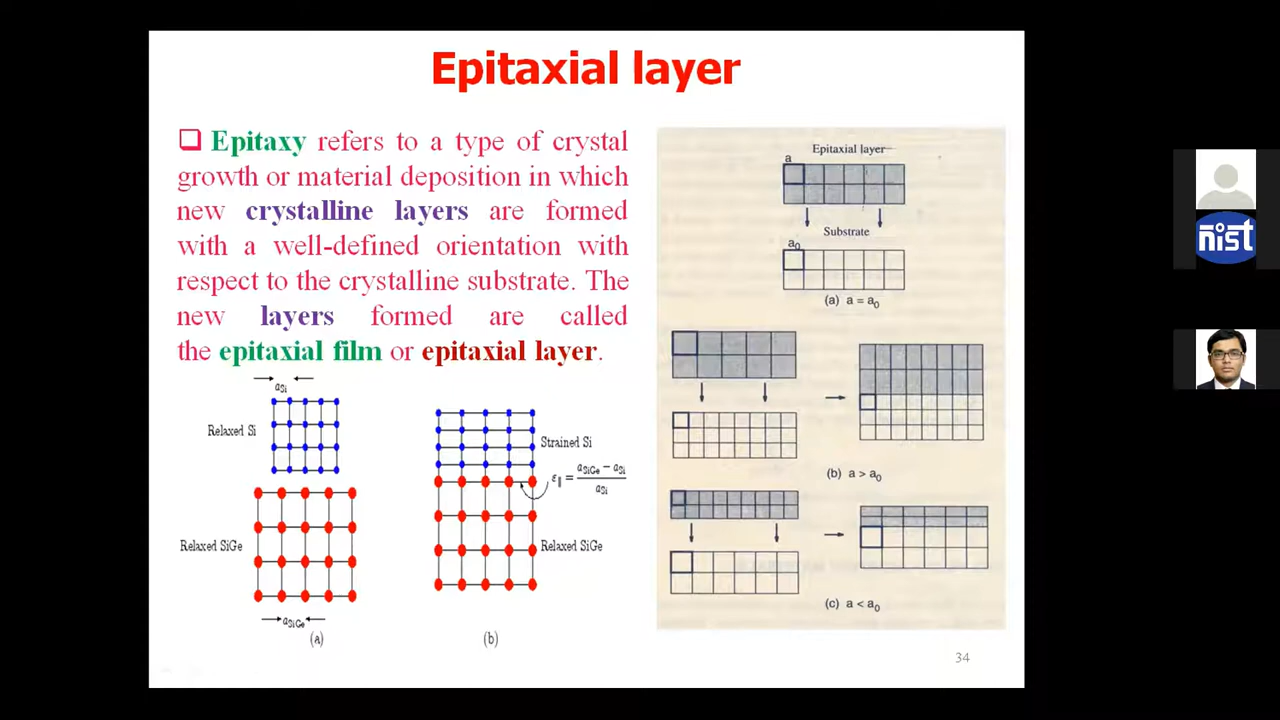 Epitaxial layer
❑ Epitaxy refers to a type of crystal
growth or material deposition in which
new crystalline layers are formed
with a well-defined orientation with
respect to the crystalline substrate. The
new layers formed are called
the epitaxial film or epitaxial layer.
aSi
Relaxed Si
Relaxed SiGe
aSiGe
(a)
Strained Si
ε|| = aSiGe − aSi / aSi
Relaxed SiGe
(b)
Epitaxial layer
a
Substrate
a0
(a) a = a0
(b) a > a0
(c) a < a0
34
nist